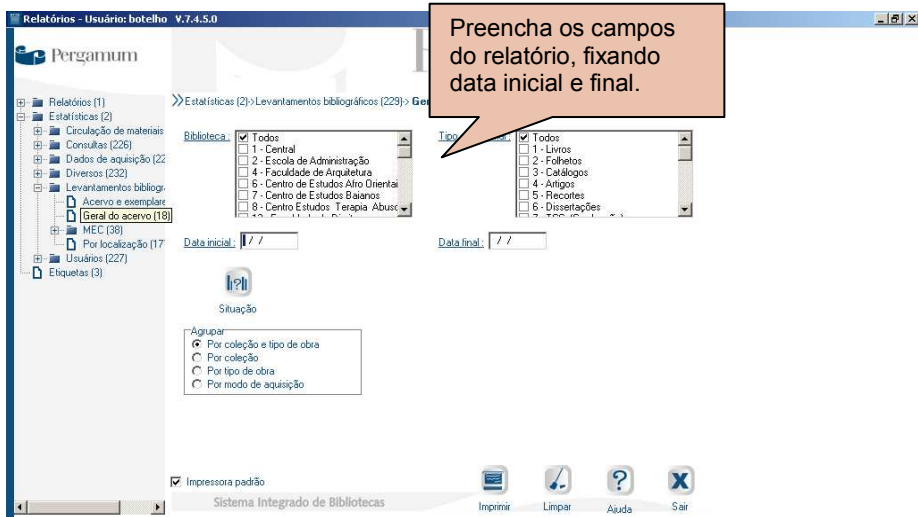 Relatórios - Usuário: botelho V.7.4.5.0
Preencha os campos
do relatório, fixando
data inicial e final.
Pergamum
Relatórios (1)
Estatísticas (2)
Circulação de materiais
Consultas (226)
Dados de aquisição (22
Diversos (232)
Levantamentos bibliogr
Acervo e exemplare
Geral do acervo (18)
MEC (38)
Por localização (17
Usuários (227)
Etiquetas (3)
Estatísticas (2)>Levantamentos bibliográficos (229)> Ger
Biblioteca:
Todos
1 - Central
2 - Escola de Administração
4 - Faculdade de Arquitetura
6 - Centro de Estudos Afro Orientai
7 - Centro de Estudos Baianos
8 - Centro Estudos Terapia Abusc
Tipo
Todos
1 - Livros
2 - Folhetos
3 - Catálogos
4 - Artigos
5 - Recortes
6 - Dissertações
Data inicial: / /
Data final: / /
Situação
Agrupar
Por coleção e tipo de obra
Por coleção
Por tipo de obra
Por modo de aquisição
Impressora padrão
Sistema Integrado de Bibliotecas
Imprimir Limpar Ajuda Sair